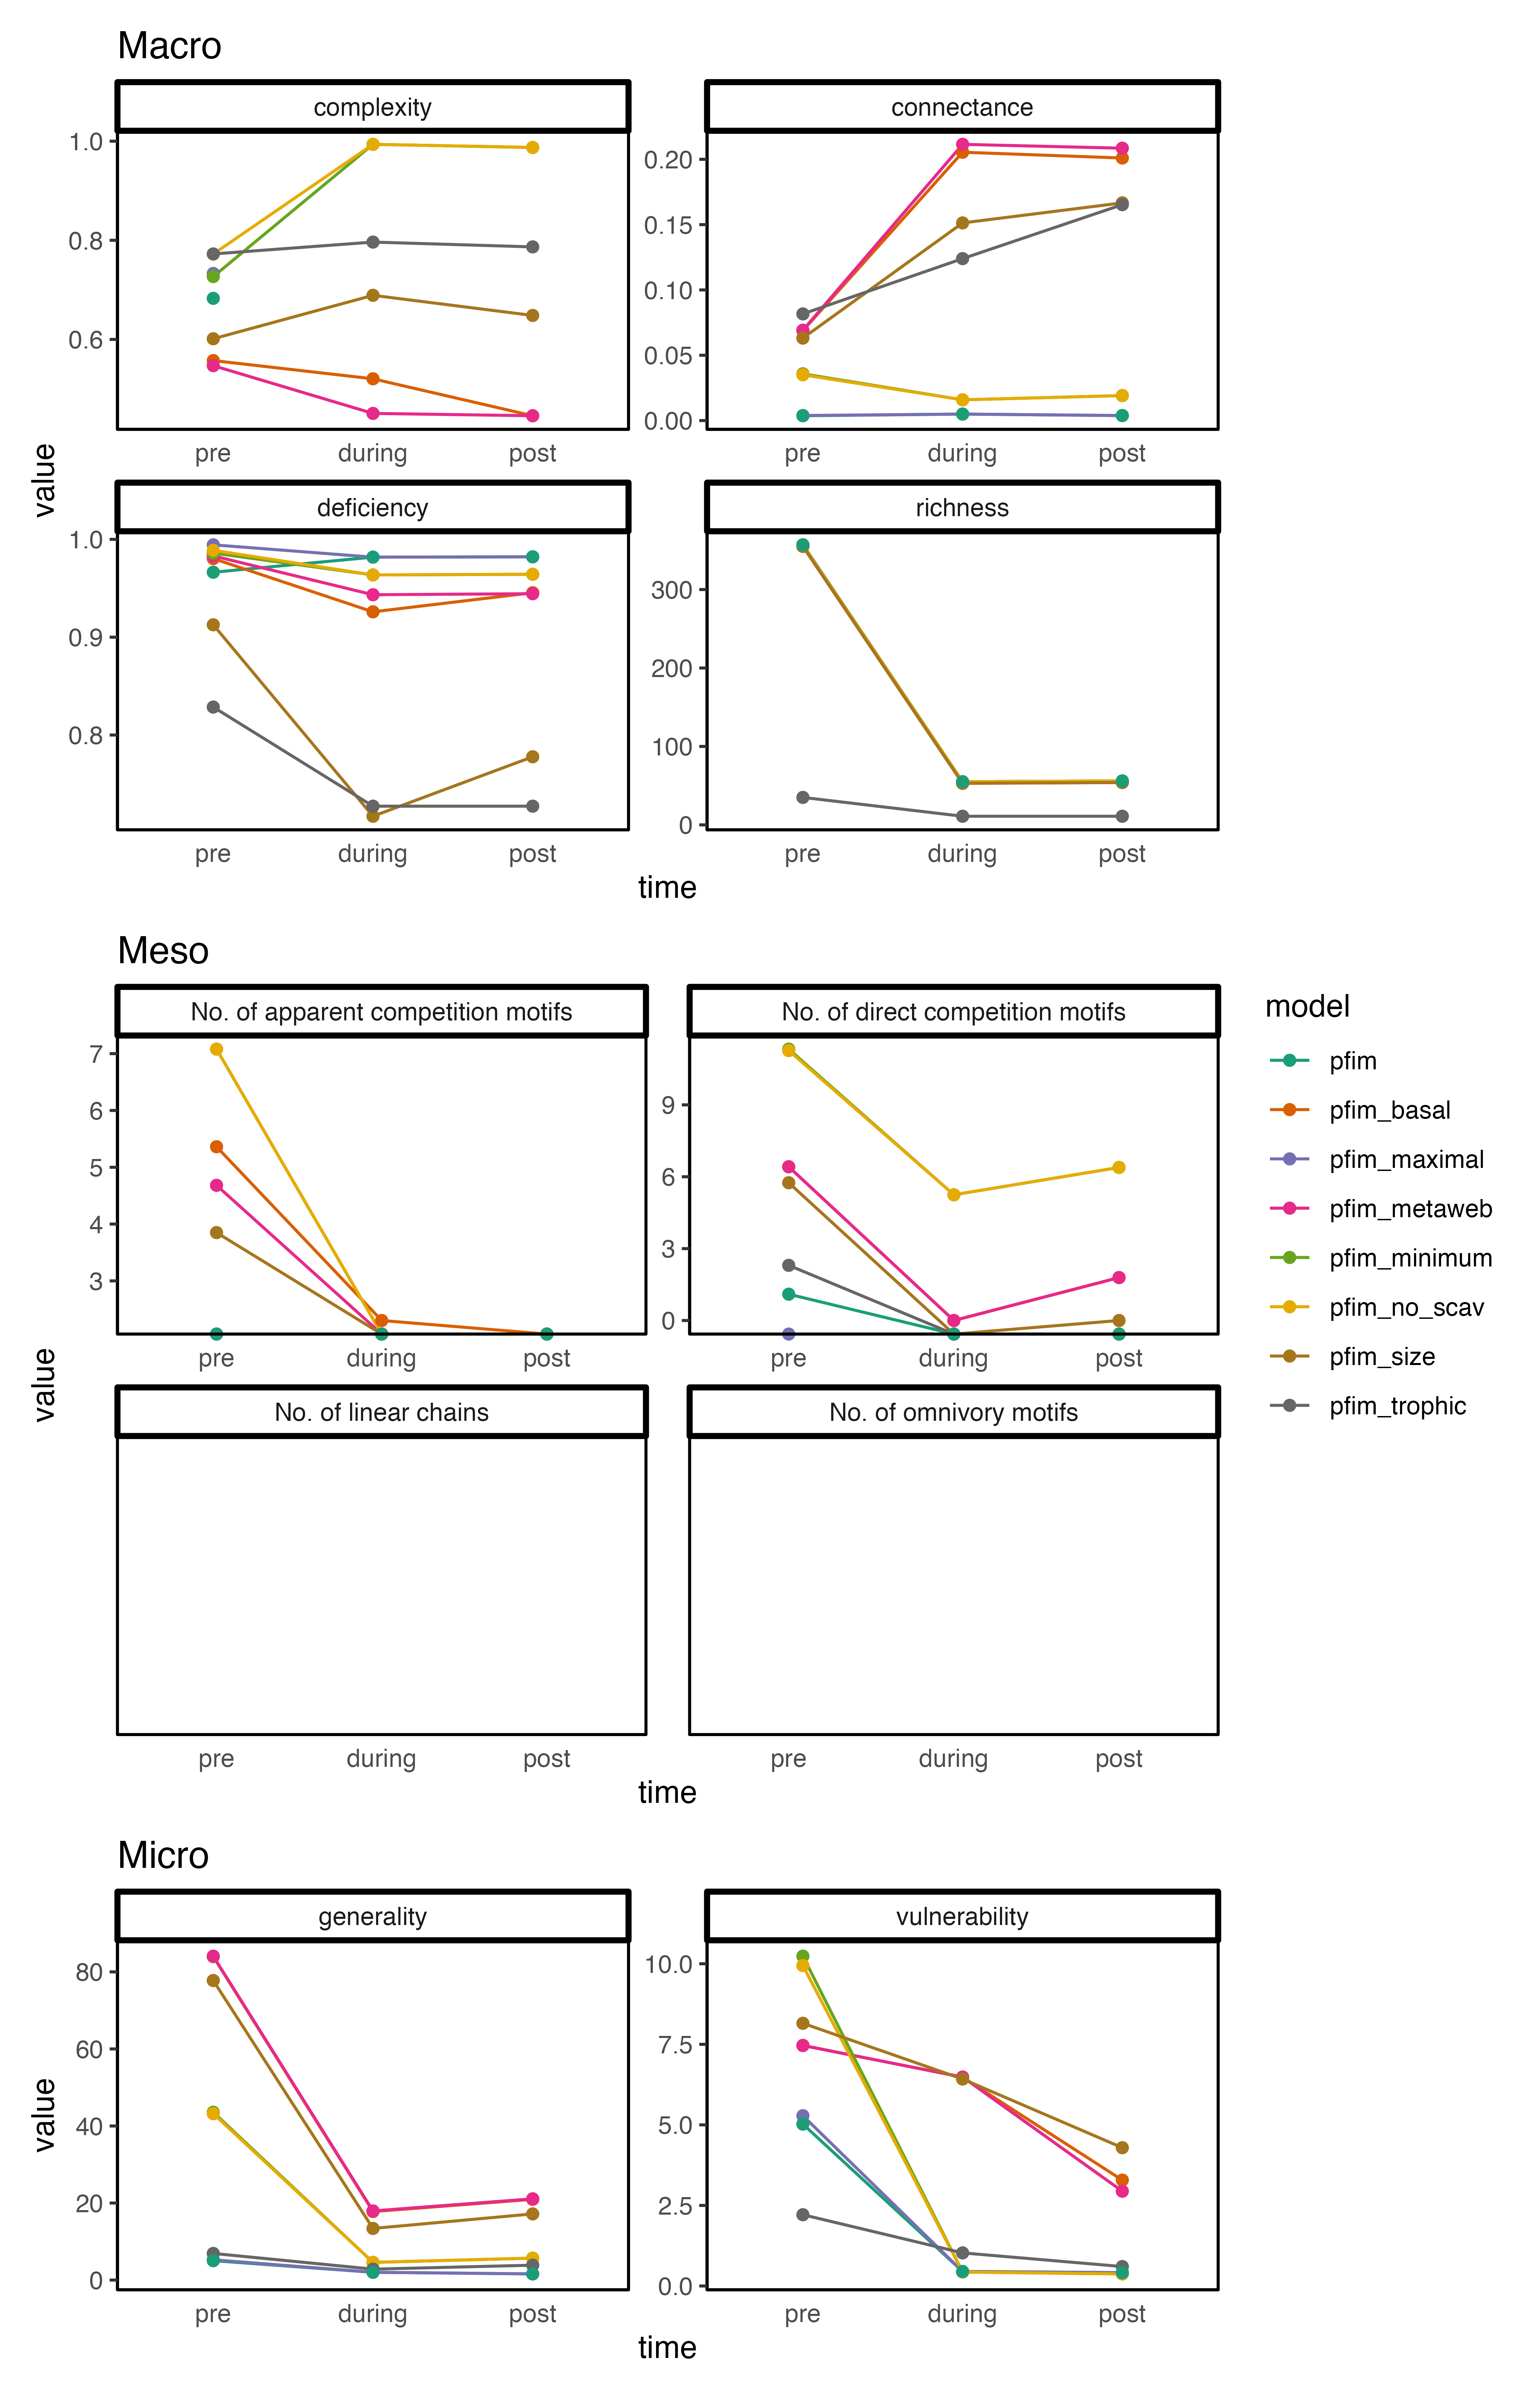 Macro
complexity
connectance
1.0
0.8
0.6
0.20
0.15
0.10
0.05
0.00
pre during post
pre during post
deficiency
richness
1.0
0.9
0.8
300
200
100
0
pre during post
pre during post
value
time
Meso
No. of apparent competition motifs
No. of direct competition motifs
7
6
5
4
3
9
6
3
0
pre during post
pre during post
No. of linear chains
No. of omnivory motifs
pre during post
pre during post
value
time
model
pfim
pfim_basal
pfim_maximal
pfim_metaweb
pfim_minimum
pfim_no_scav
pfim_size
pfim_trophic
Micro
generality
vulnerability
80
60
40
20
0
10.0
7.5
5.0
2.5
0.0
pre during post
pre during post
value
time